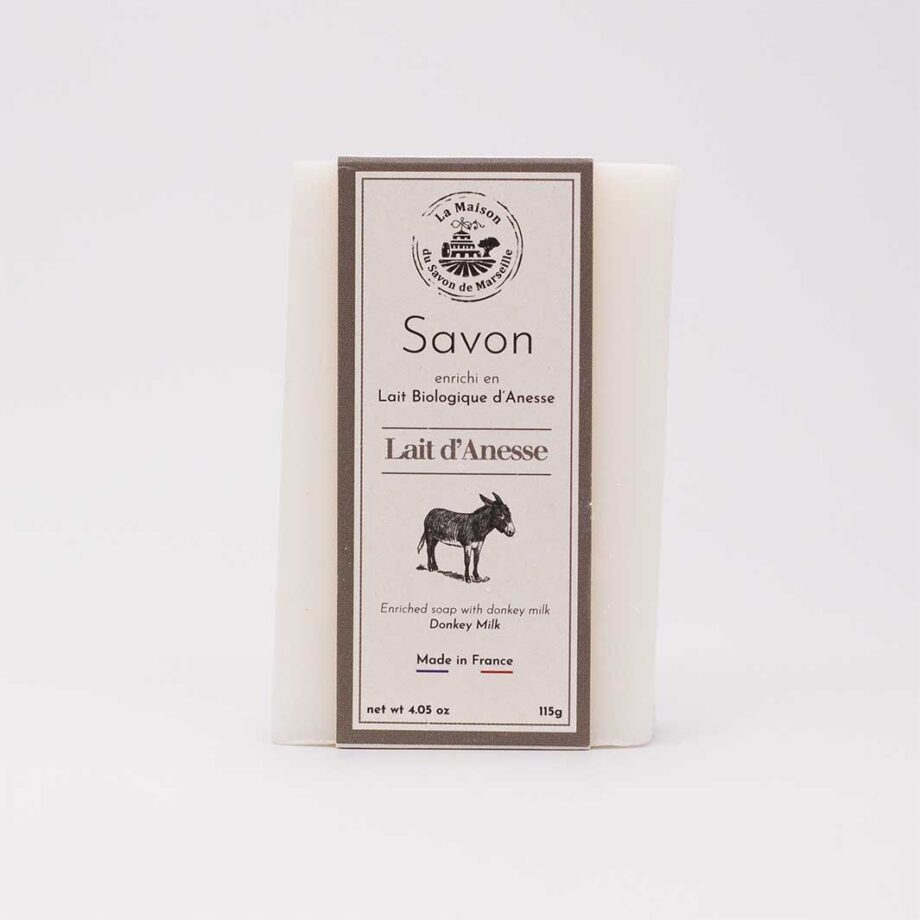 La Maison
du Savon de Marseille
Savon
enrichi en
Lait Biologique d'Anesse
Lait d'Anesse
Enriched soap with donkey milk
Donkey Milk
Made in France
net wt 4.05 oz 115g